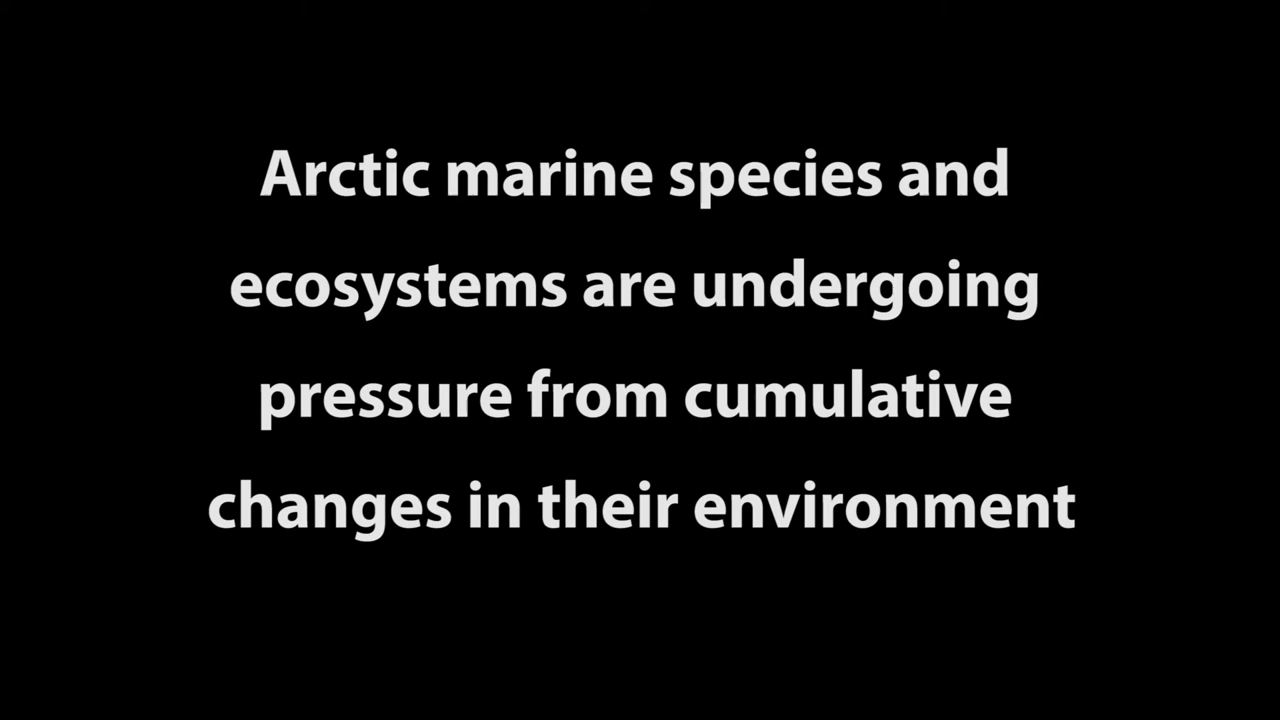 Arctic marine species and
ecosystems are undergoing
pressure from cumulative
changes in their environment